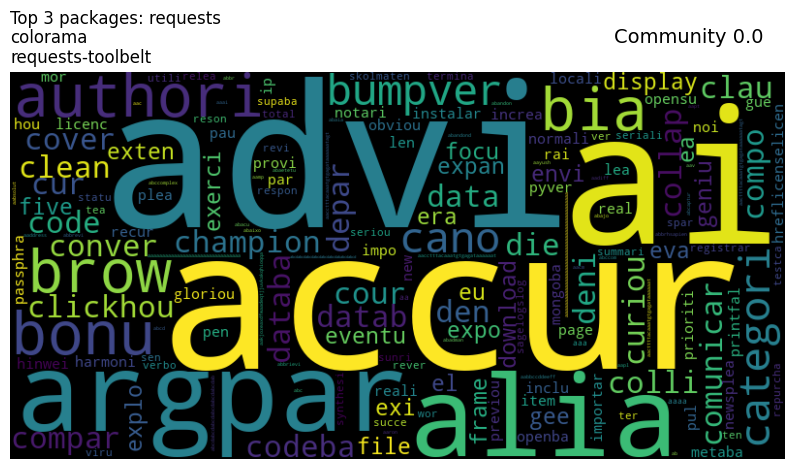 Top 3 packages: requests
colorama
requests-toolbelt
Community 0.0
mor
utili
relea
skolmaten
termina
locali
display
clau
authori
ip
supaba
bumpver
bia
opensu
gue
hou
licenc
reson
total
notari
instalar
increa
collap
noi
cover
pau
obviou
normali
ver
seriali
ea
geniu
compo
clean
exten
exerci
provi
revi
len
focu
rai
cur
plea
par
respon
depar
expan
envi
lea
hreflicenselicen
five
statu
data
pyver
real
spar
code
tea
recur
era
advi
ai
seriou
conver
champion
impo
cano
die
summari
eva
registrar
testca
passphra
brow
gloriou
databa
new
page
deni
curiou
prioriti
printfal
categori
clickhou
cour
eu
download
mongoba
datab
den
sagelogslog
bonu
accur
pen
eventu
expo
hinwei
harmoni
sen
verbo
sunri
rever
argpar
synthesi
reali
el
frame
previou
inclu
importar
colli
comunicar
newsplea
repurcha
explo
exi
wor
item
gee
alia
pul
ter
ten
compar
viru
succe
file
codeba
openba
metaba